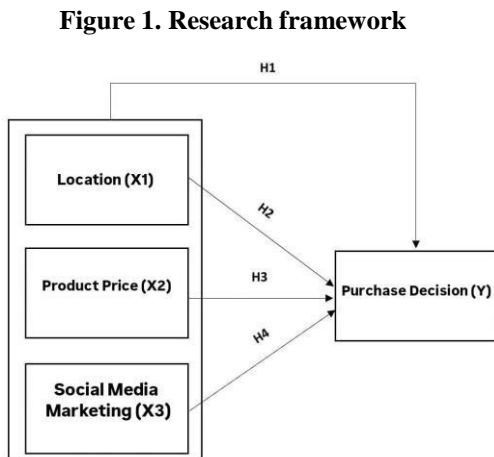 Figure 1. Research framework
H1
Location (X1)
H2
Product Price (X2)
H3
Purchase Decision (Y)
H4
Social Media
Marketing (X3)